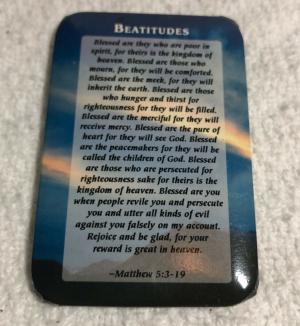 BEATITUDES
Blessed are they who are poor in
spirit, for theirs is the kingdom of
heaven. Blessed are those who
mourn, for they will be comforted.
Blessed are the meek, for they will
inherit the earth. Blessed are those
who hunger and thirst for
righteousness for they will be filled.
Blessed are the merciful for they will
receive mercy. Blessed are the pure of
heart for they will see God. Blessed
are the peacemakers for they will be
called the children of God. Blessed
are those who are persecuted for
righteousness sake for theirs is the
kingdom of heaven. Blessed are you
when people revile you and persecute
you and utter all kinds of evil
against you falsely on my account.
Rejoice and be glad, for your
reward is great in heaven.
~Matthew 5:3-19